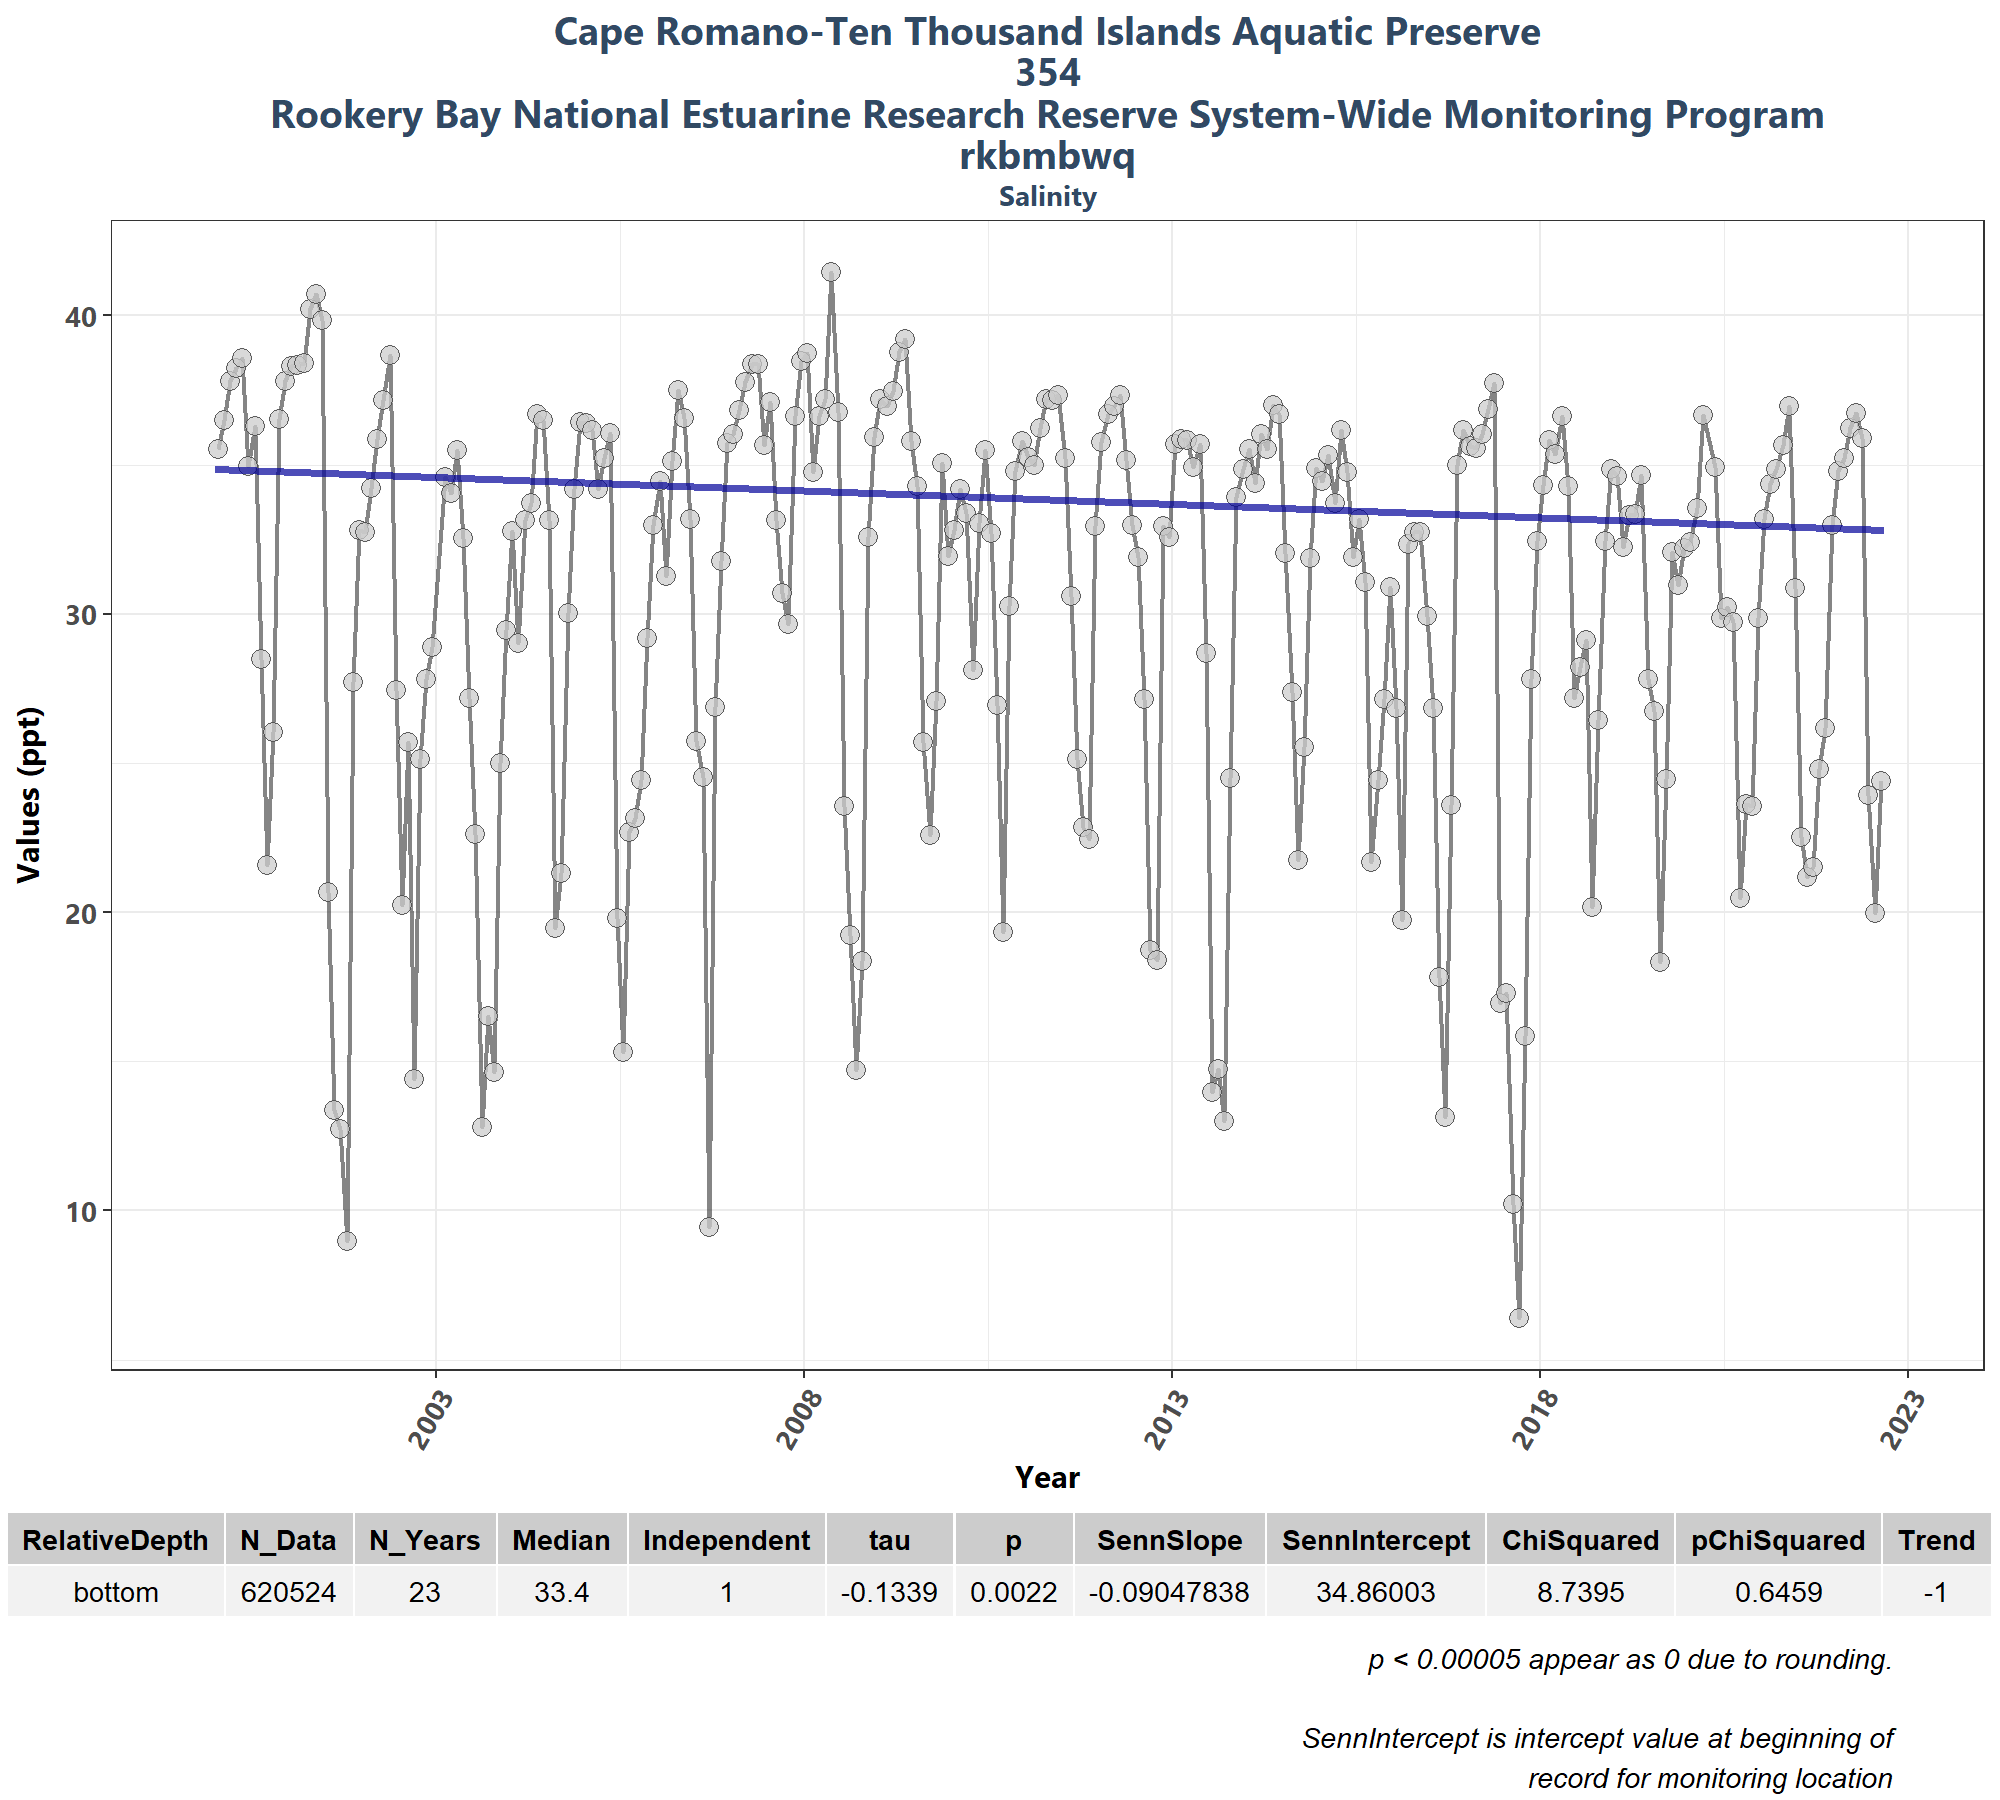 Cape Romano-Ten Thousand Islands Aquatic Preserve
354
Rookery Bay National Estuarine Research Reserve System-Wide Monitoring Program
rkbmbwq
Salinity
Values (ppt)
40
30
20
10
2003 2008 2013 2018 2023
Year
RelativeDepth N_Data N_Years Median Independent tau p SennSlope SennIntercept ChiSquared pChiSquared Trend
bottom 620524 23 33.4 1 -0.1339 0.0022 -0.09047838 34.86003 8.7395 0.6459 -1
p < 0.00005 appear as 0 due to rounding.
SennIntercept is intercept value at beginning of
record for monitoring location